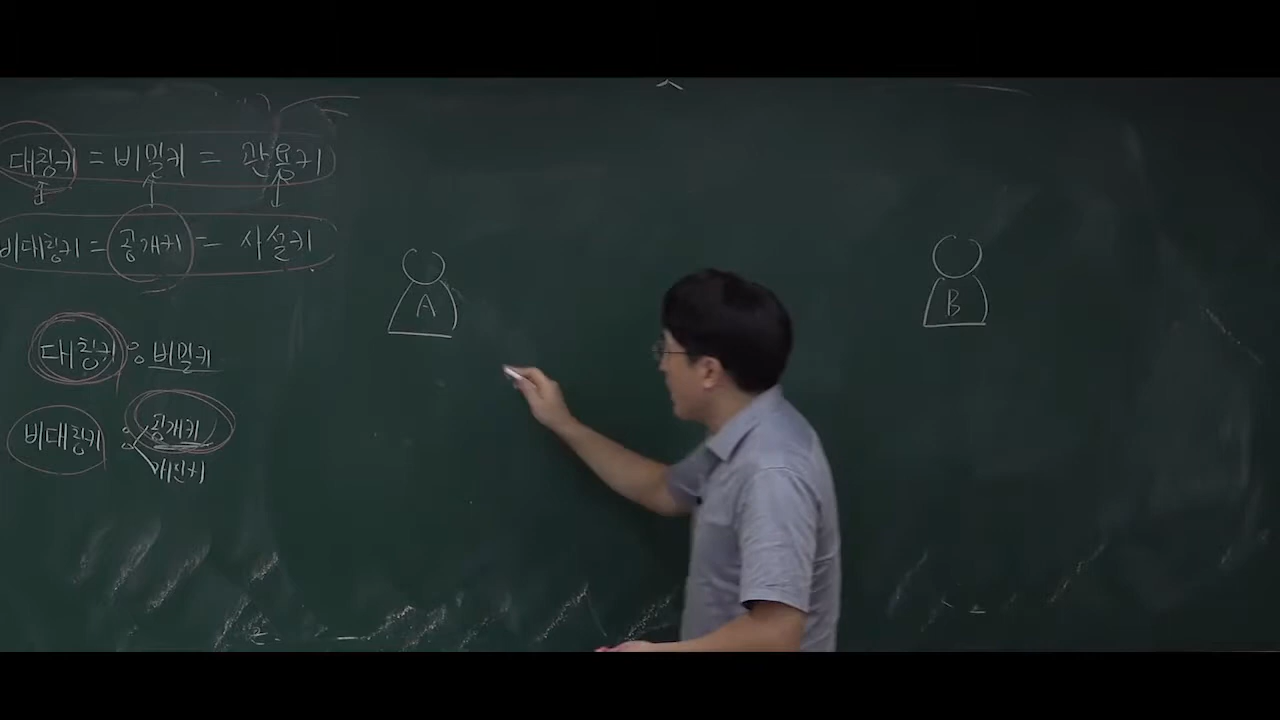 대칭키 = 비밀키 = 관용키
비대칭키 = 공개키 = 사설키
대칭키 : 비밀키
비대칭키 : 공개키
개인키
A
B